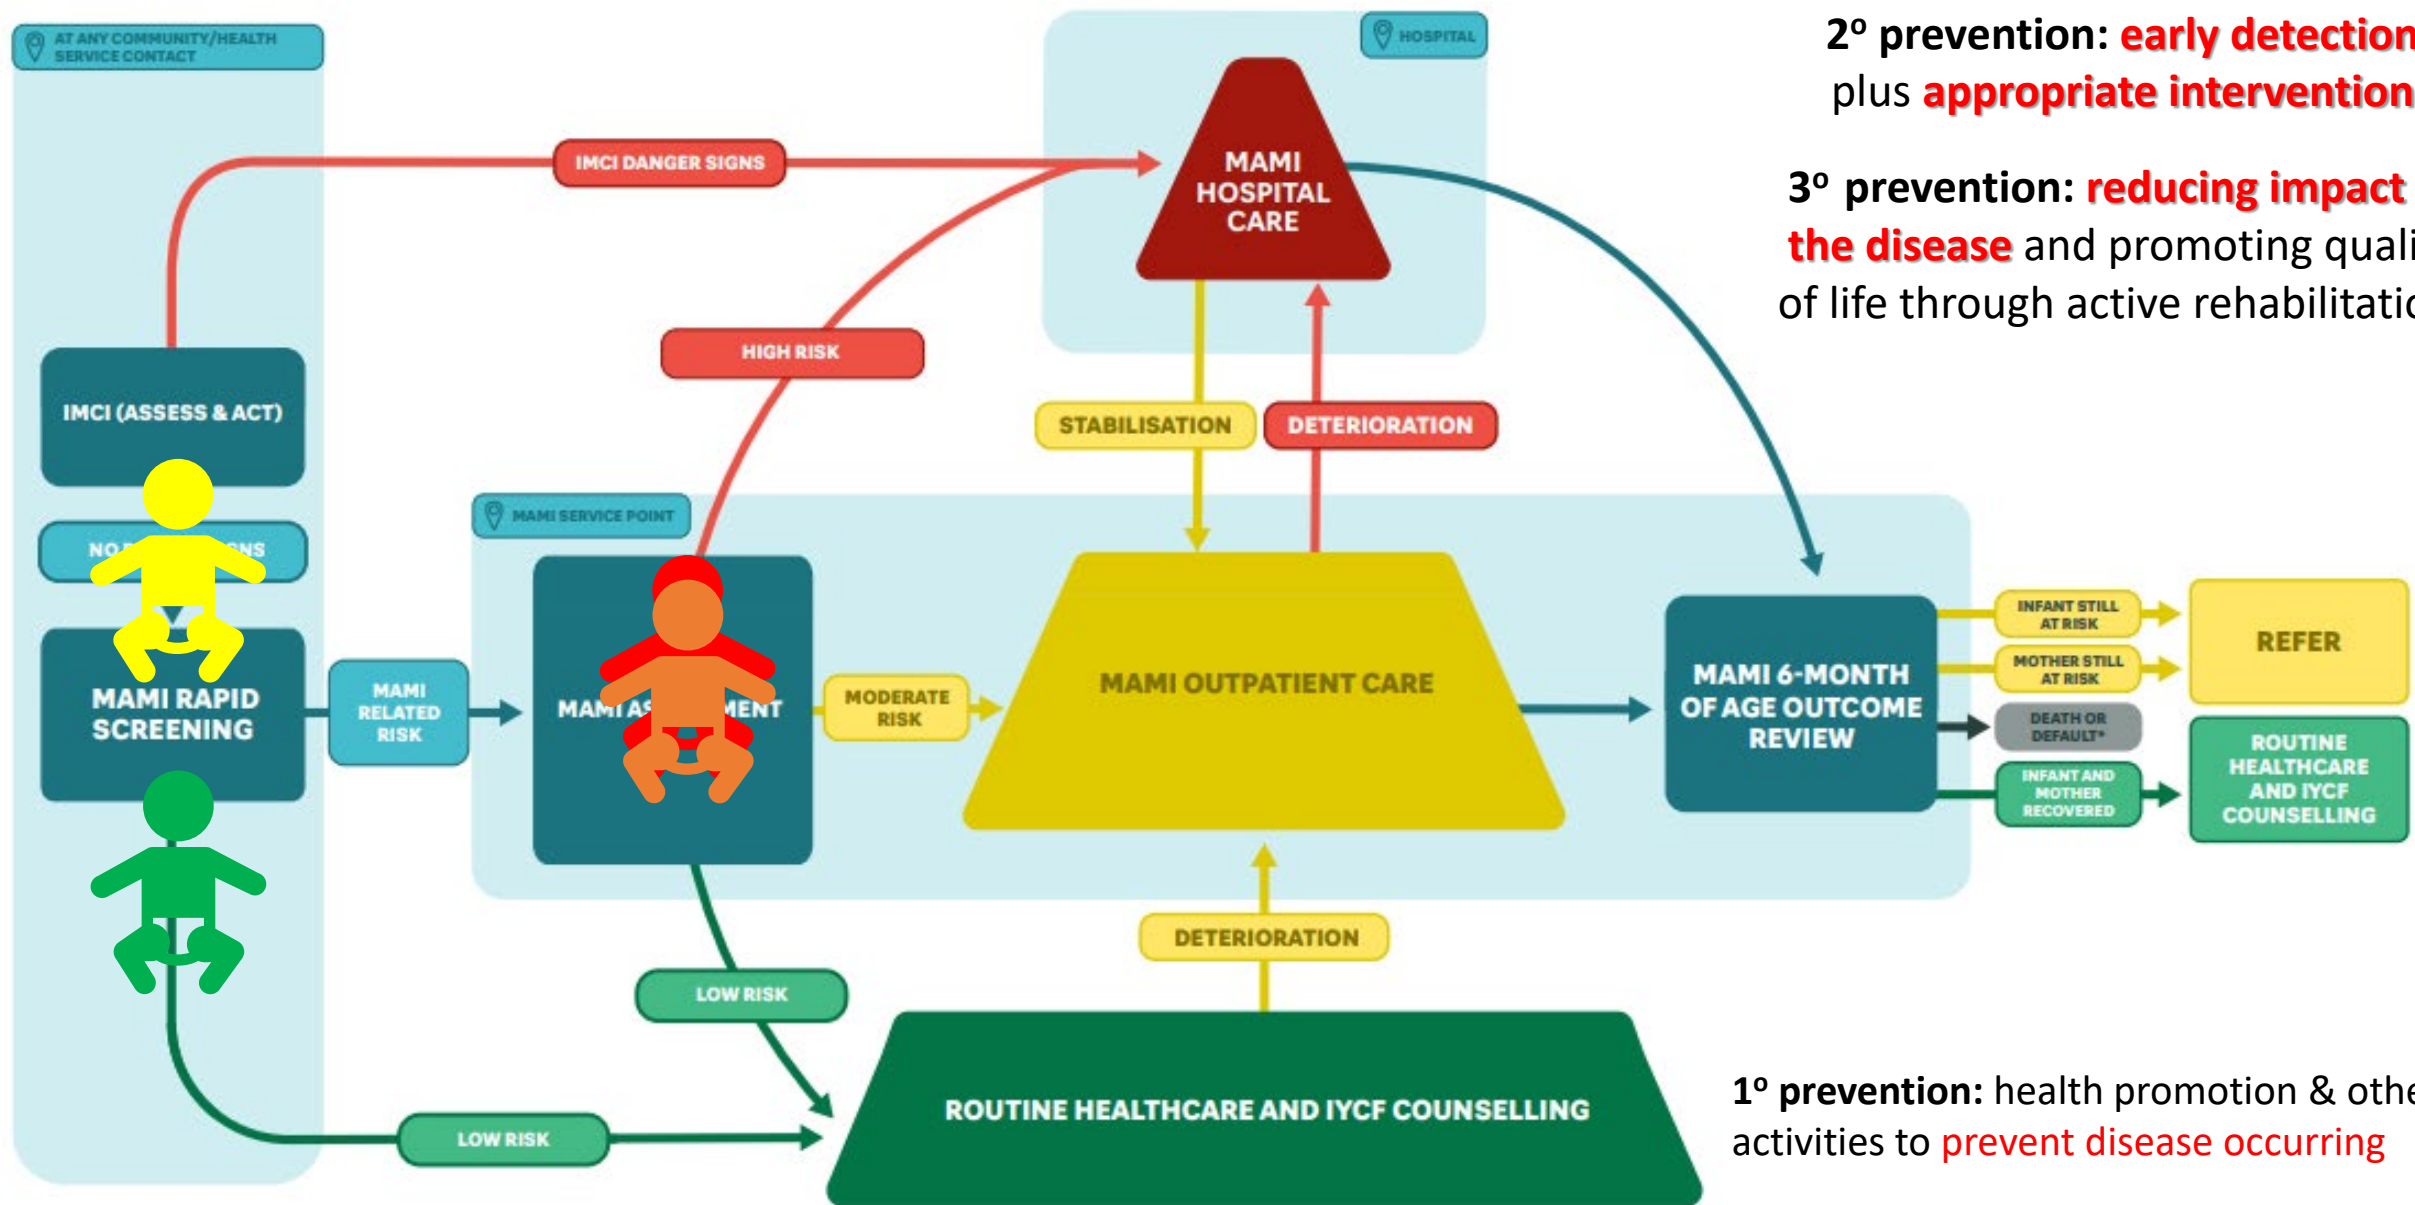 AT ANY COMMUNITY/HEALTH
SERVICE CONTACT
HOSPITAL
2º prevention: early detection
plus appropriate intervention
3º prevention: reducing impact
the disease and promoting quali
of life through active rehabilitatio
IMCI DANGER SIGNS
MAMI
HOSPITAL
CARE
HIGH RISK
IMCI (ASSESS & ACT)
STABILISATION
DETERIORATION
MAMI SERVICE POINT
NO
GNS
MAMI RAPID
SCREENING
MAMI
RELATED
RISK
MAMI AS
MENT
MODERATE
RISK
MAMI OUTPATIENT CARE
MAMI 6-MONTH
OF AGE OUTCOME
REVIEW
INFANT STILL
AT RISK
MOTHER STILL
AT RISK
DEATH OR
DEFAULT*
INFANT AND
MOTHER
RECOVERED
REFER
ROUTINE
HEALTHCARE
AND IYCF
COUNSELLING
DETERIORATION
LOW RISK
LOW RISK
ROUTINE HEALTHCARE AND IYCF COUNSELLING
1º prevention: health promotion & othe
activities to prevent disease occurring